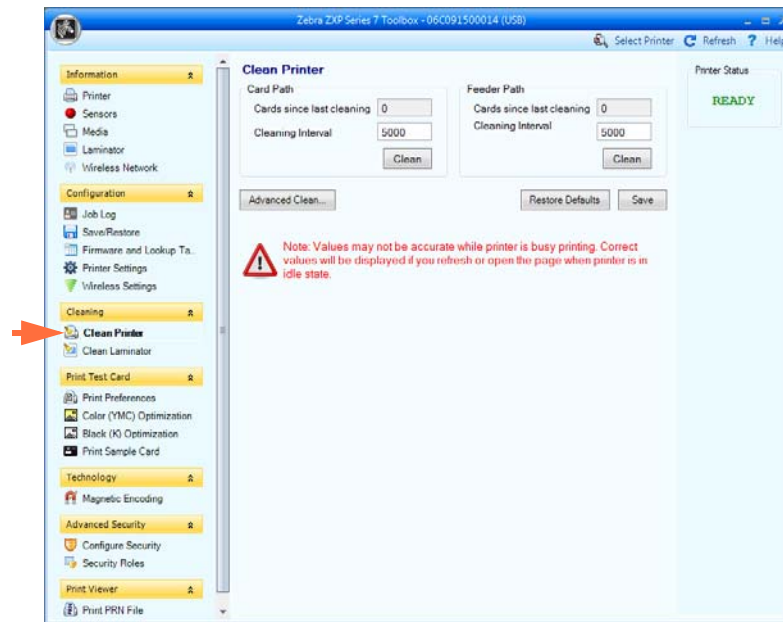 Zebra ZXP Series 7 Toolbox - 06C091500014 (USB)
Select Printer Refresh ? Help
Information
Printer
Sensors
Media
Laminator
Wireless Network
Configuration
Job Log
Save/Restore
Firmware and Lookup Ta..
Printer Settings
Wireless Settings
Cleaning
Clean Printer
Clean Laminator
Print Test Card
Print Preferences
Color (YMC) Optimization
Black (K) Optimization
Print Sample Card
Technology
Magnetic Encoding
Advanced Security
Configure Security
Security Roles
Print Viewer
Print PRN File
Clean Printer
Card Path
Cards since last cleaning 0
Cleaning Interval 5000
Clean
Feeder Path
Cards since last cleaning 0
Cleaning Interval 5000
Clean
Advanced Clean...
Restore Defaults
Save
Note: Values may not be accurate while printer is busy printing. Correct
values will be displayed if you refresh or open the page when printer is in
idle state.
Printer Status
READY